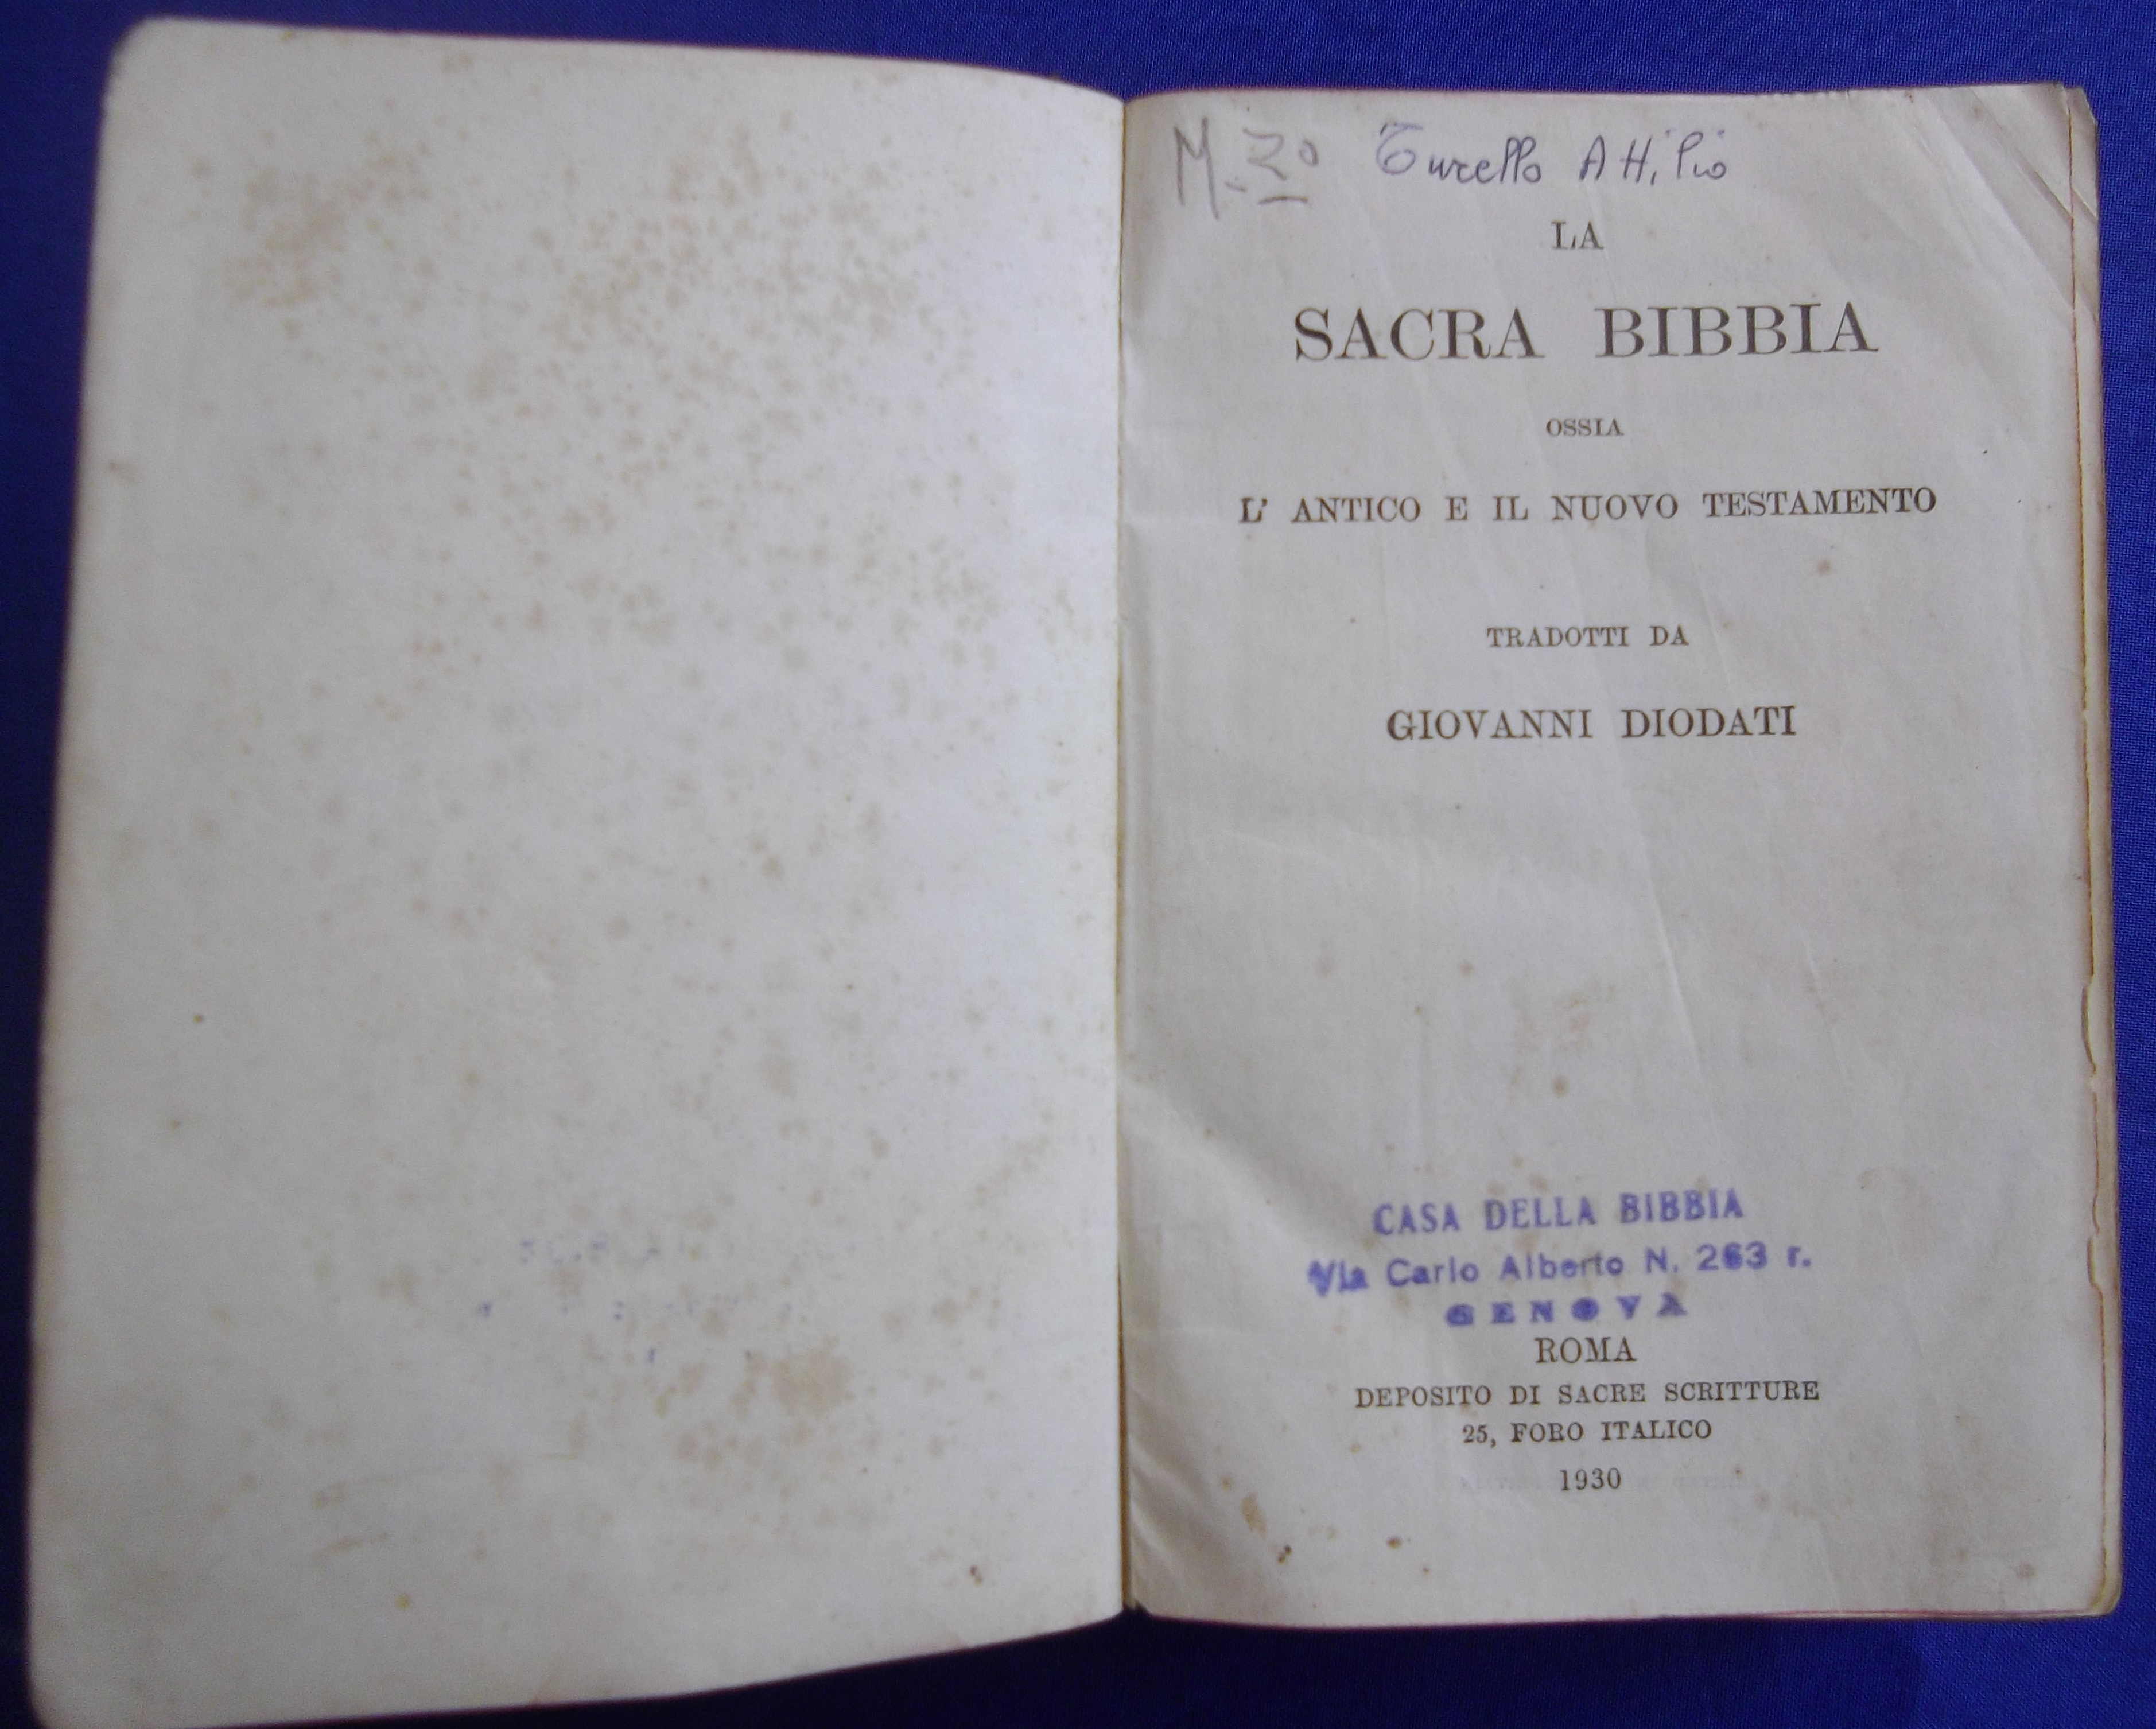 M. 2º Turello Attilio
LA
SACRA BIBBIA
OSSIA
L' ANTICO E IL NUOVO TESTAMENTO
TRADOTTI DA
GIOVANNI DIODATI
CASA DELLA BIBBIA
Via Carlo Alberto N. 263 r.
GENOVA
ROMA
DEPOSITO DI SACRE SCRITTURE
25, FORO ITALICO
1930